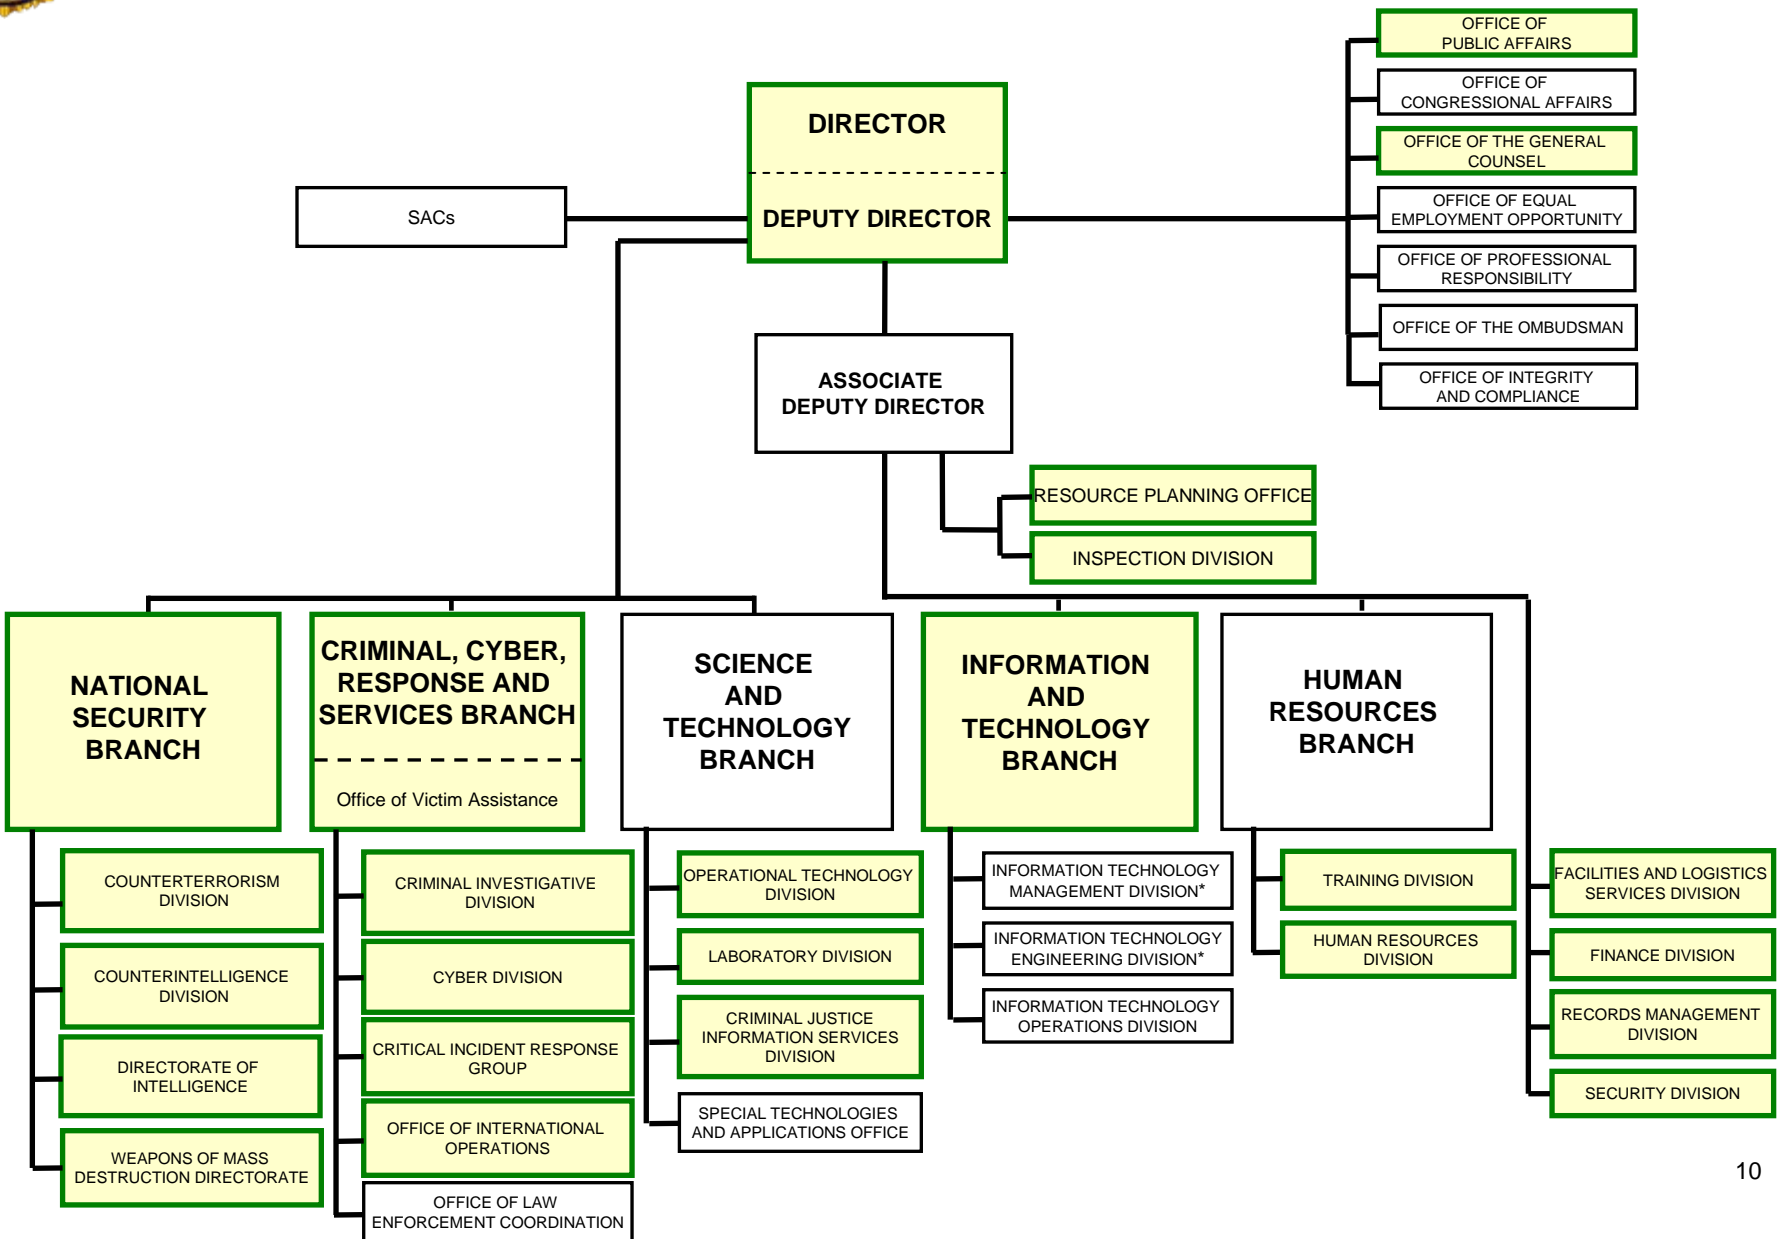 OFFICE OF
PUBLIC AFFAIRS
OFFICE OF
CONGRESSIONAL AFFAIRS
OFFICE OF THE GENERAL
COUNSEL
OFFICE OF EQUAL
EMPLOYMENT OPPORTUNITY
OFFICE OF PROFESSIONAL
RESPONSIBILITY
OFFICE OF THE OMBUDSMAN
OFFICE OF INTEGRITY
AND COMPLIANCE
DIRECTOR
DEPUTY DIRECTOR
SACs
ASSOCIATE
DEPUTY DIRECTOR
RESOURCE PLANNING OFFICE
INSPECTION DIVISION
NATIONAL
SECURITY
BRANCH
COUNTERTERRORISM
DIVISION
COUNTERINTELLIGENCE
DIVISION
DIRECTORATE OF
INTELLIGENCE
WEAPONS OF MASS
DESTRUCTION DIRECTORATE
CRIMINAL, CYBER,
RESPONSE AND
SERVICES BRANCH
Office of Victim Assistance
CRIMINAL INVESTIGATIVE
DIVISION
CYBER DIVISION
CRITICAL INCIDENT RESPONSE
GROUP
OFFICE OF INTERNATIONAL
OPERATIONS
OFFICE OF LAW
ENFORCEMENT COORDINATION
SCIENCE
AND
TECHNOLOGY
BRANCH
OPERATIONAL TECHNOLOGY
DIVISION
LABORATORY DIVISION
CRIMINAL JUSTICE
INFORMATION SERVICES
DIVISION
SPECIAL TECHNOLOGIES
AND APPLICATIONS OFFICE
INFORMATION
AND
TECHNOLOGY
BRANCH
INFORMATION TECHNOLOGY
MANAGEMENT DIVISION*
INFORMATION TECHNOLOGY
ENGINEERING DIVISION*
INFORMATION TECHNOLOGY
OPERATIONS DIVISION
HUMAN
RESOURCES
BRANCH
TRAINING DIVISION
HUMAN RESOURCES
DIVISION
FACILITIES AND LOGISTICS
SERVICES DIVISION
FINANCE DIVISION
RECORDS MANAGEMENT
DIVISION
SECURITY DIVISION
10